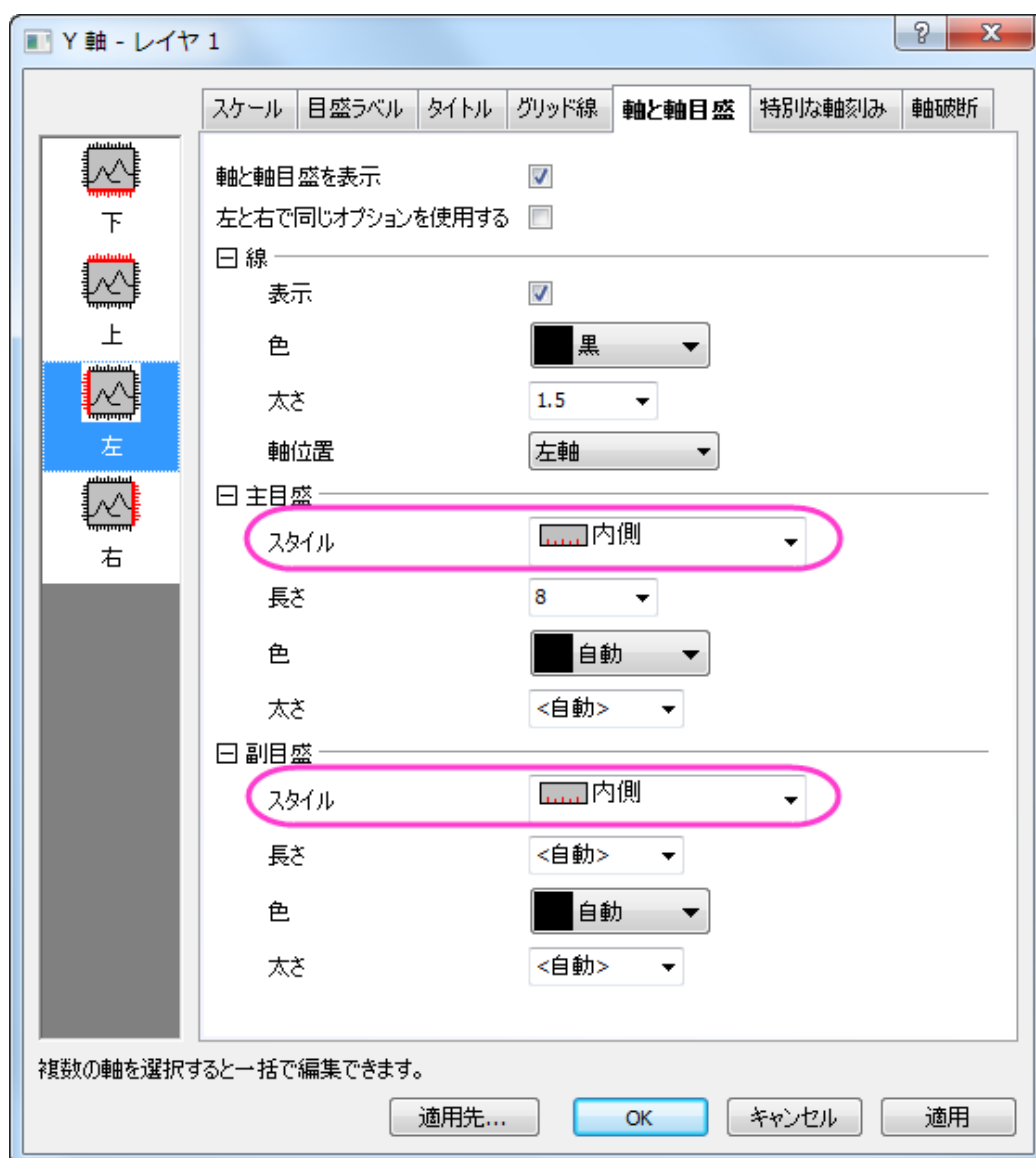 Y 軸 - レイヤ 1
スケール 目盛ラベル タイトル グリッド線 軸と軸目盛 特別な軸刻み 軸破断
下
上
左
右
軸と軸目盛を表示
左と右で同じオプションを使用する
線
表示
色 黒
太さ 1.5
軸位置 左軸
主目盛
スタイル 内側
長さ 8
色 自動
太さ <自動>
副目盛
スタイル 内側
長さ <自動>
色 自動
太さ <自動>
複数の軸を選択すると一括で編集できます。
適用先... OK キャンセル 適用